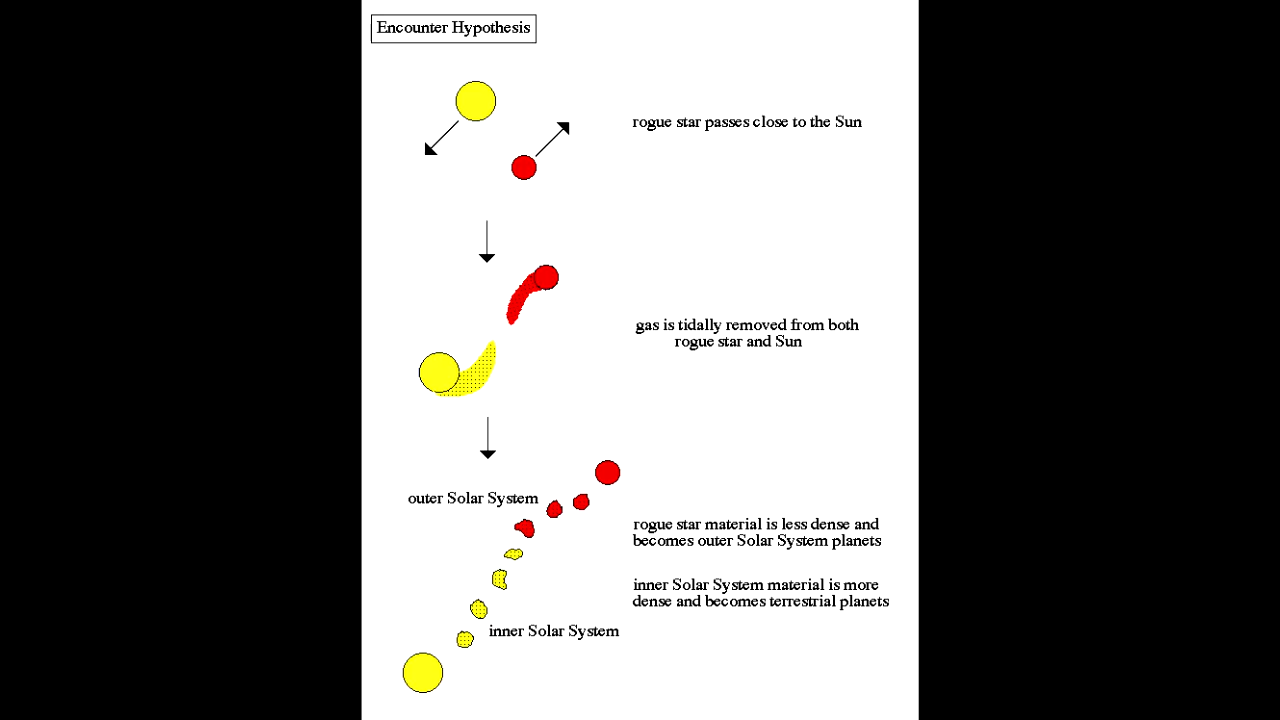 Encounter Hypothesis
rogue star passes close to the Sun
gas is tidally removed from both
rogue star and Sun
outer Solar System
rogue star material is less dense and
becomes outer Solar System planets
inner Solar System material is more
dense and becomes terrestrial planets
inner Solar System